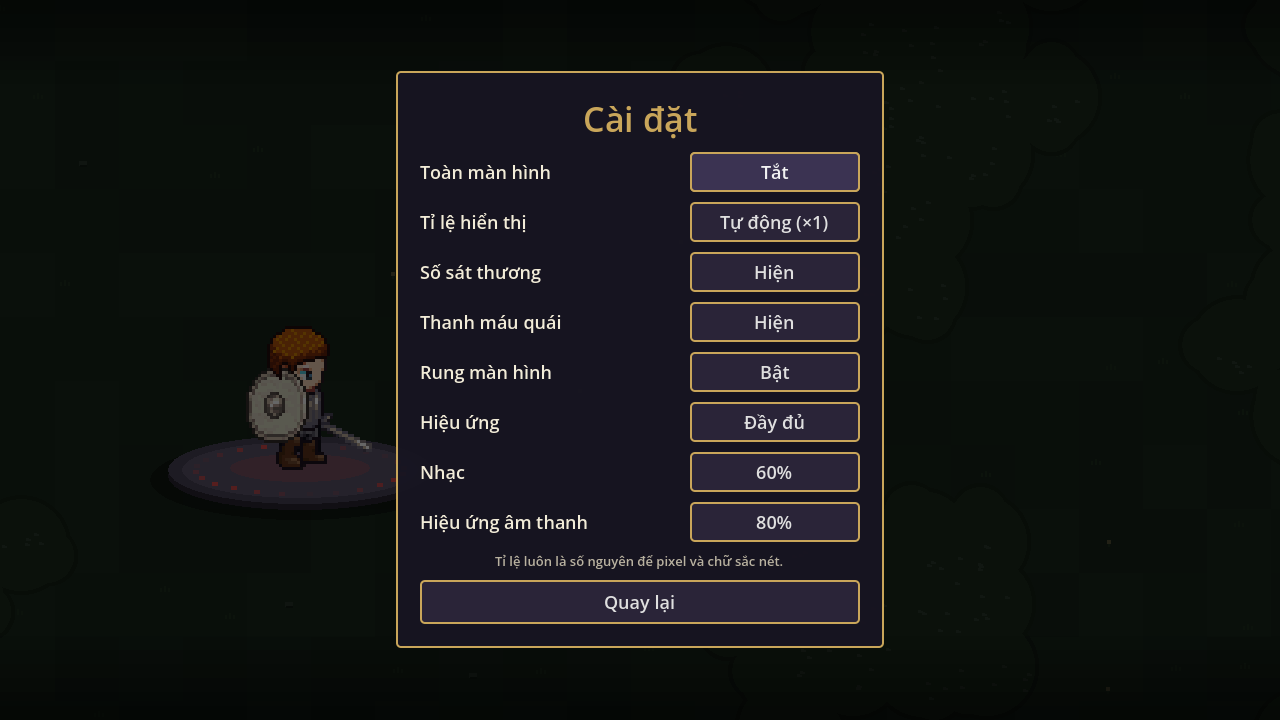 Cài đặt
Toàn màn hình Tắt
Tỉ lệ hiển thị Tự động (×1)
Số sát thương Hiện
Thanh máu quái Hiện
Rung màn hình Bật
Hiệu ứng Đầy đủ
Nhạc 60%
Hiệu ứng âm thanh 80%
Tỉ lệ luôn là số nguyên để pixel và chữ sắc nét.
Quay lại